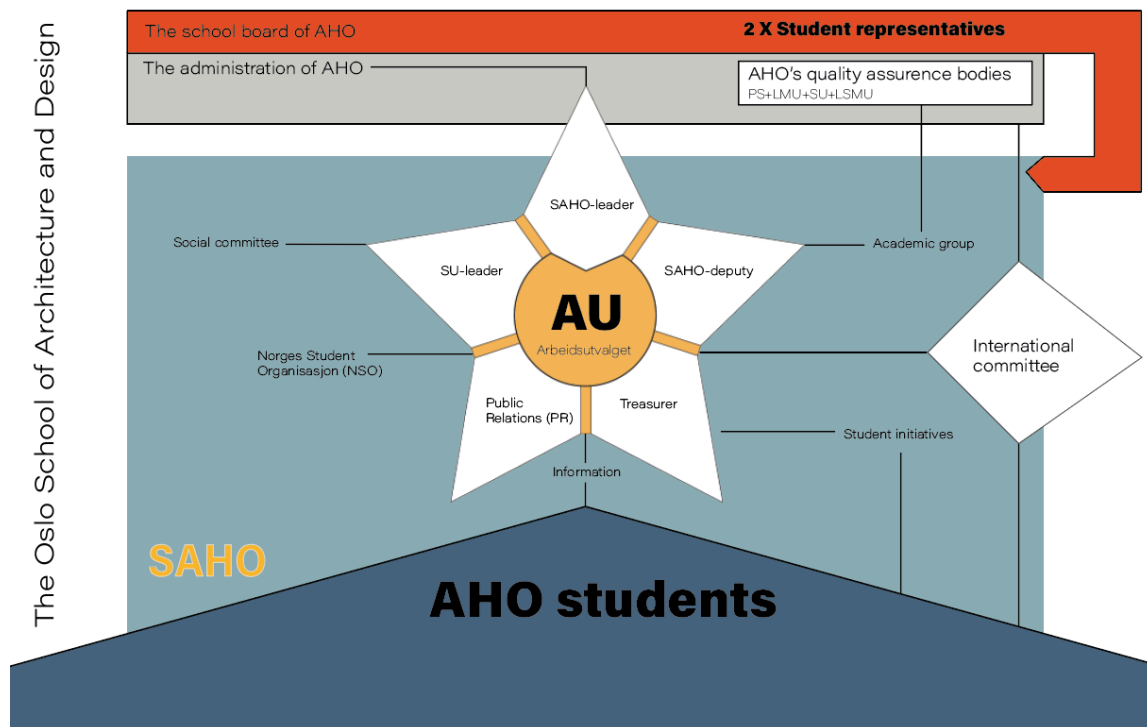 The Oslo School of Architecture and Design
The school board of AHO
2 X Student representatives
The administration of AHO
AHO's quality assurance bodies
PS+LMU+SU+LSMU
SAHO-leader
Social committee
Academic group
SU-leader
SAHO-deputy
AU
Arbeidsutvalget
Norges Student
Organisasjon (NSO)
International
committee
Public
Relations (PR)
Treasurer
Student initiatives
Information
SAHO
AHO students